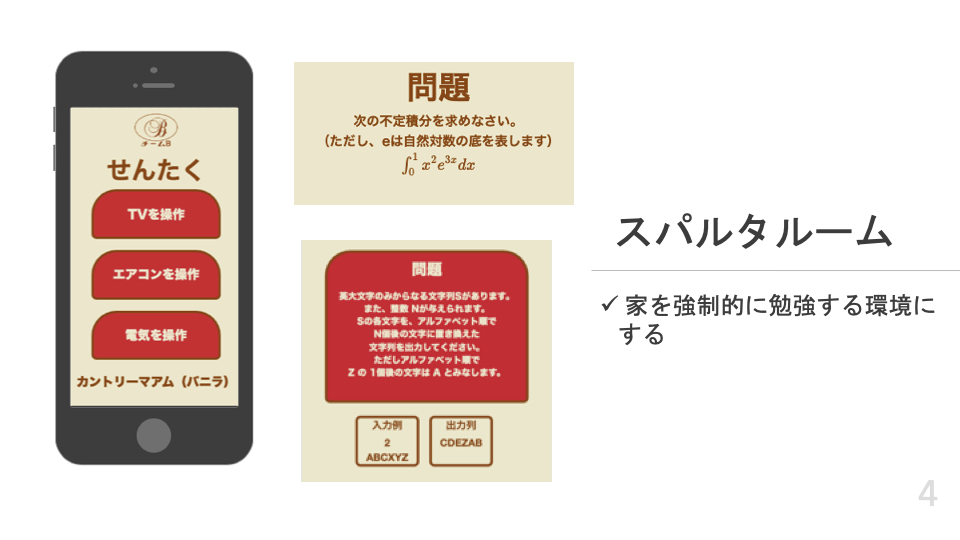 B
チームB
せんたく
TVを操作
エアコンを操作
電気を操作
カントリーマアム（バニラ）
問題
次の不定積分を求めなさい。
（ただし、eは自然対数の底を表します）
∫₀¹ x²e³ˣdx
問題
英大文字のみからなる文字列Sがあります。
また、整数 Nが与えられます。
Sの各文字を、アルファベット順で
N個後の文字に置き換えた
文字列を出力してください。
ただしアルファベット順で
Z の 1個後の文字は A とみなします。
入力例
2
ABCXYZ
出力列
CDEZAB
スパルタルーム
✓ 家を強制的に勉強する環境に
する
4